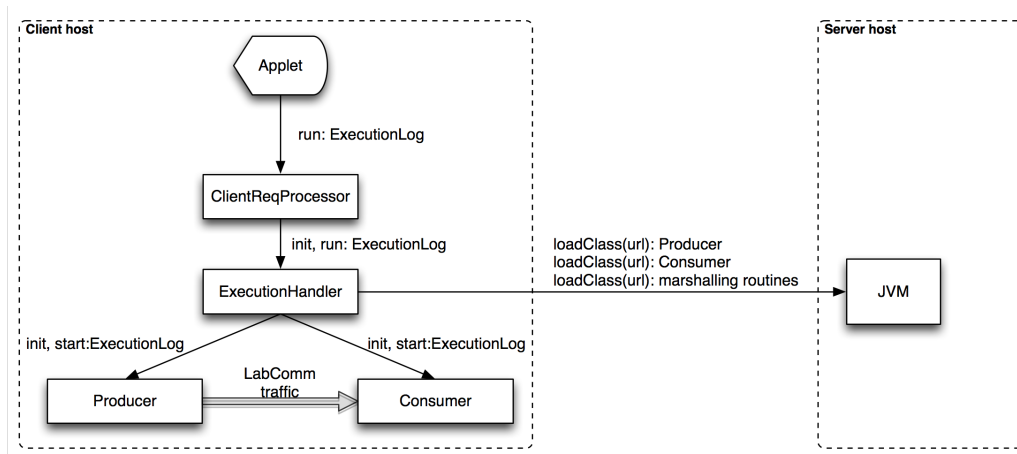 Client host
Server host
Applet
run: ExecutionLog
ClientReqProcessor
init, run: ExecutionLog
loadClass(url): Producer
loadClass(url): Consumer
loadClass(url): marshalling routines
ExecutionHandler
JVM
init, start:ExecutionLog
init, start:ExecutionLog
LabComm
traffic
Producer
Consumer